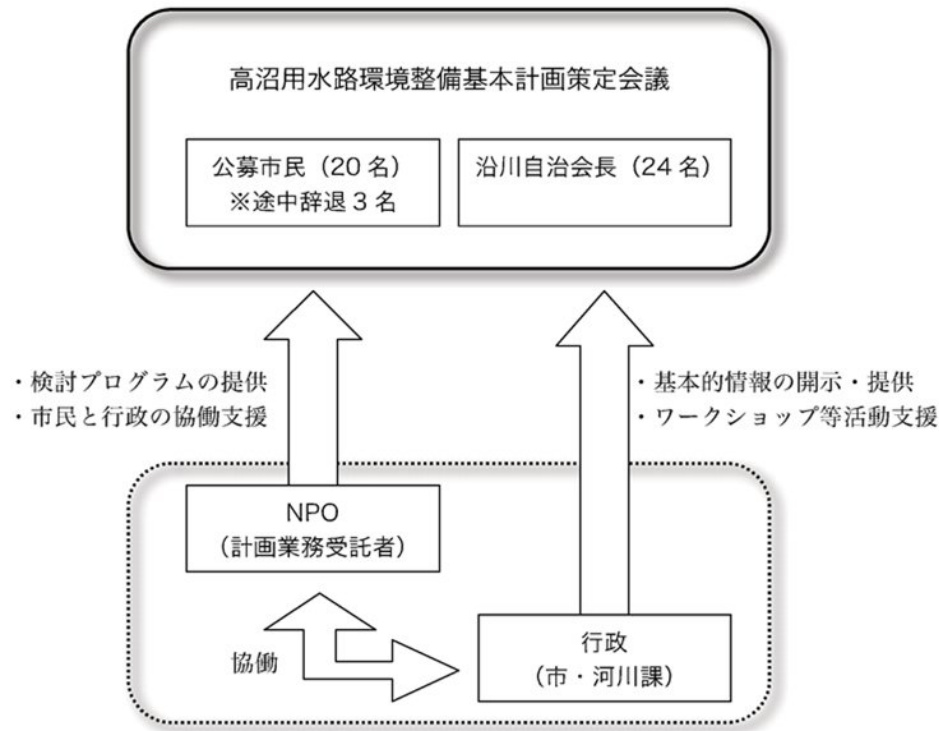 高沼用水路環境整備基本計画策定会議
公募市民（20 名）
※途中辞退 3 名
沿川自治会長（24 名）
・検討プログラムの提供
・市民と行政の協働支援
・基本的情報の開示・提供
・ワークショップ等活動支援
NPO
（計画業務受託者）
協働
行政
（市・河川課）